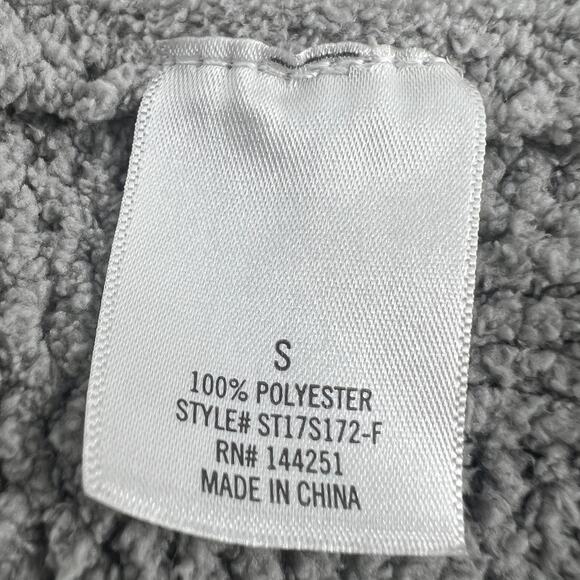 S
100% POLYESTER
STYLE# ST17S172-F
RN# 144251
MADE IN CHINA